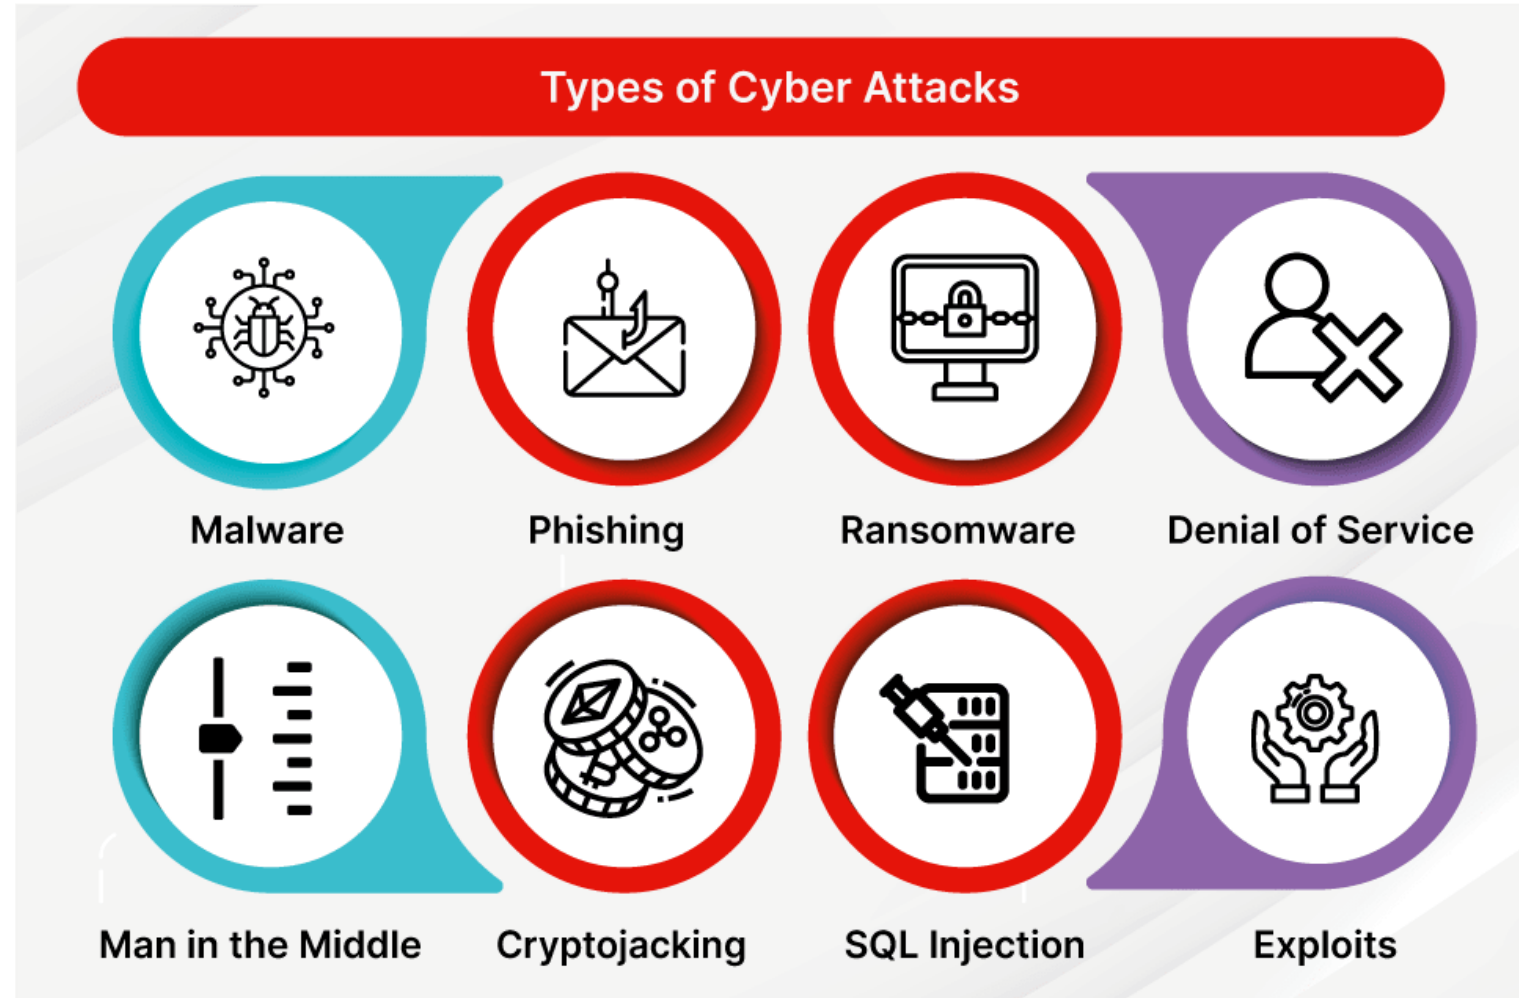 Types of Cyber Attacks
Malware
Phishing
Ransomware
Denial of Service
Man in the Middle
Cryptojacking
SQL Injection
Exploits